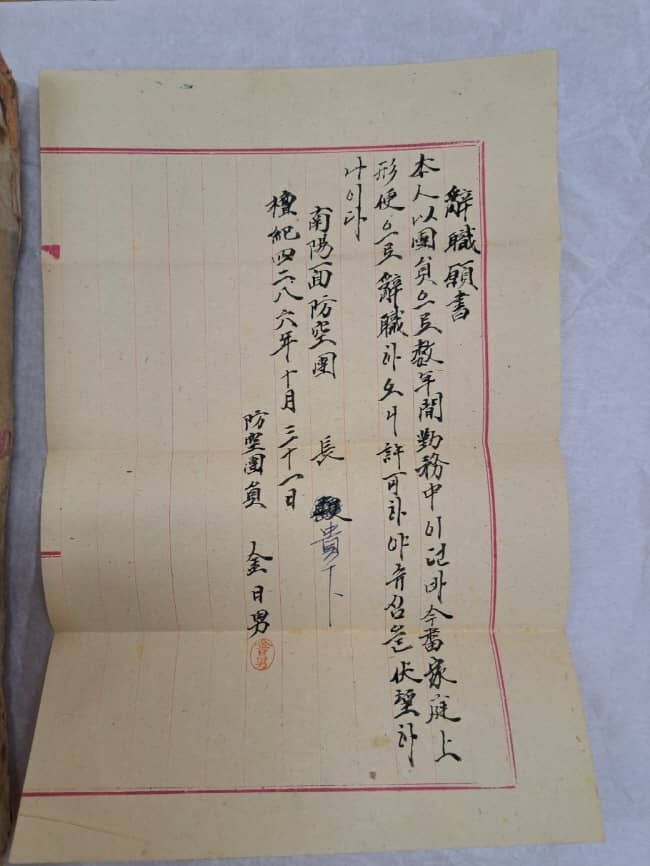 辭職願書
本人以團員으로數年間勤務中이던바今番家庭上
形便으로辭職하오니許可하야주심을伏望하
나이다
南陽面防空團 長 貴下
檀紀四二八六年十月三十一日
防空團員 金日男